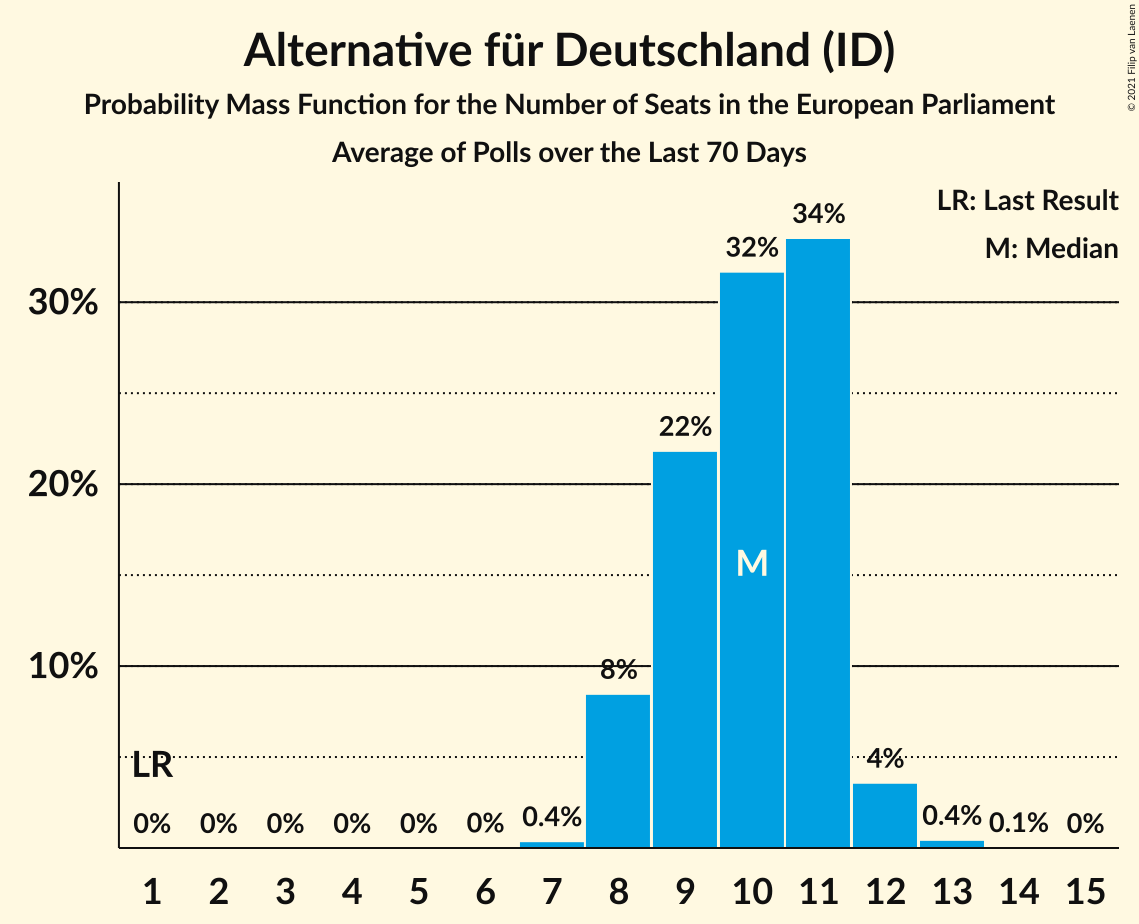 Alternative für Deutschland (ID)
Probability Mass Function for the Number of Seats in the European Parliament
Average of Polls over the Last 70 Days
© 2021 Filip van Laenen
LR: Last Result
M: Median
34%
32%
30%
22%
20%
M
10%
8%
LR
4%
0% 0% 0% 0% 0% 0% 0.4% 0.4% 0.1% 0%
1 2 3 4 5 6 7 8 9 10 11 12 13 14 15